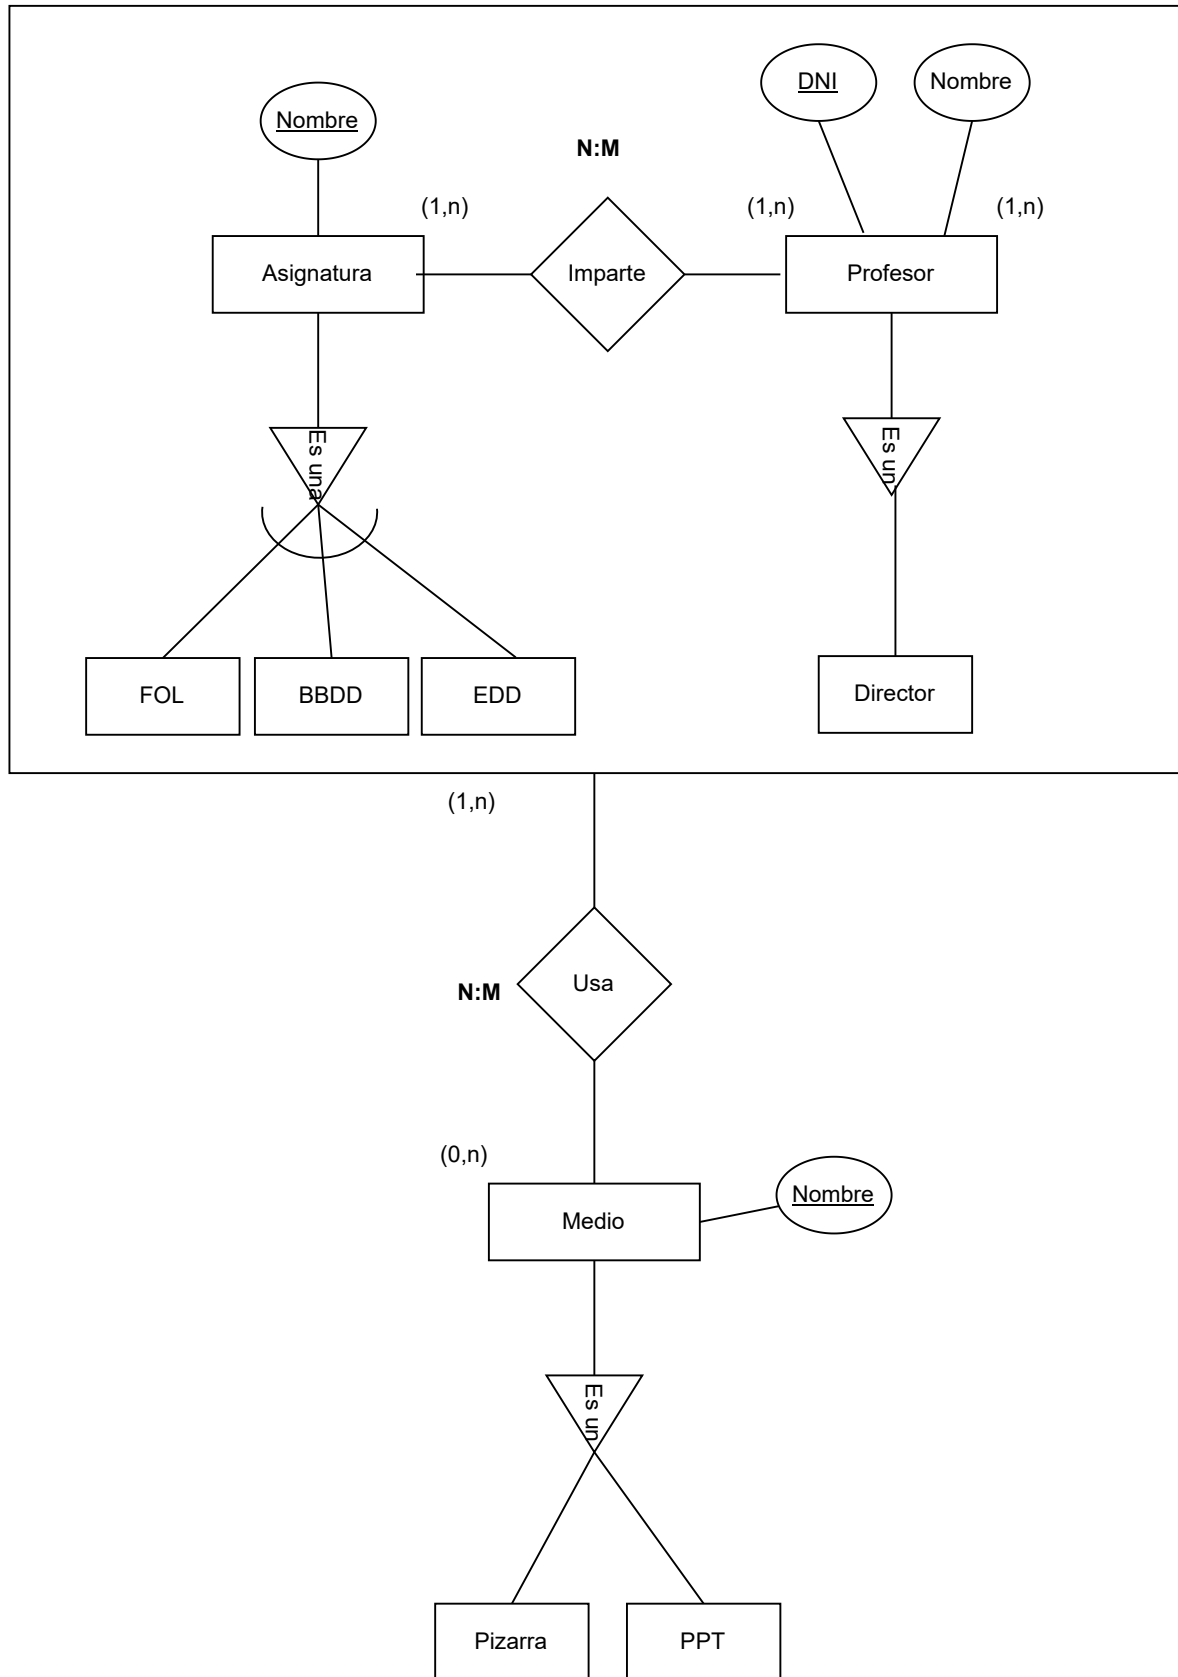 DNI
Nombre
Nombre
N:M
(1,n)
(1,n)
(1,n)
Asignatura
Imparte
Profesor
Es una
Es un
FOL
BBDD
EDD
Director
(1,n)
Usa
N:M
(0,n)
Nombre
Medio
Es un
Pizarra
PPT